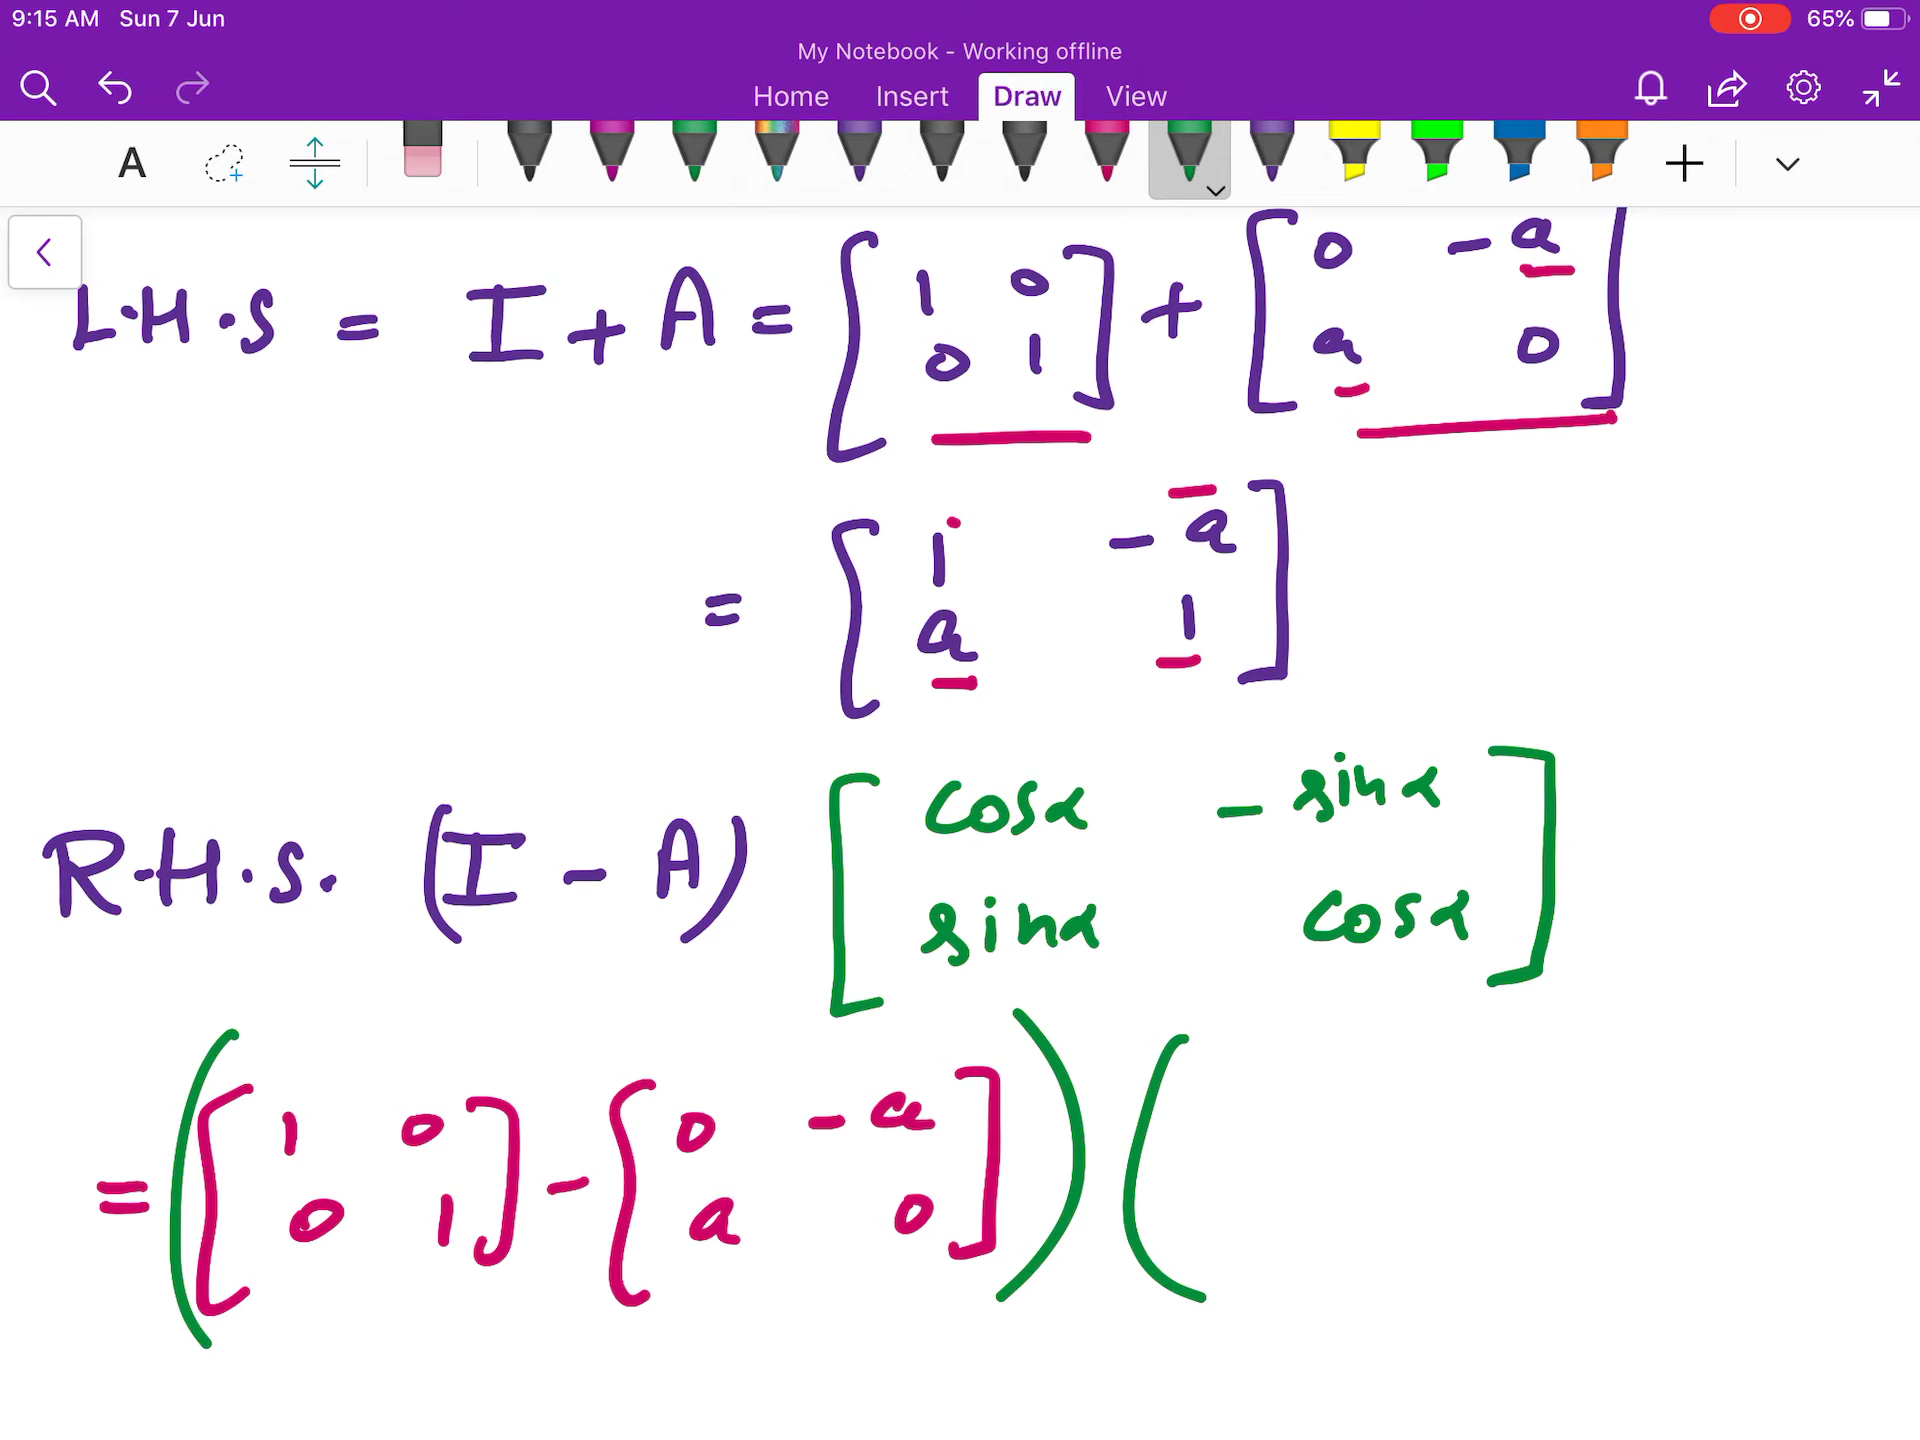 9:15 AM Sun 7 Jun 65%
My Notebook - Working offline
Home Insert Draw View
A
L.H.S = I + A = [ 1 0 ] + [ 0 -a ]
[ 0 1 ] [ a 0 ]
= [ 1 -a ]
[ a 1 ]
R.H.S. (I - A) [ cosα - sinα ]
[ sinα cosα ]
= ( [ 1 0 ] - [ 0 -a ] ) (
[ 0 1 ] [ a 0 ]